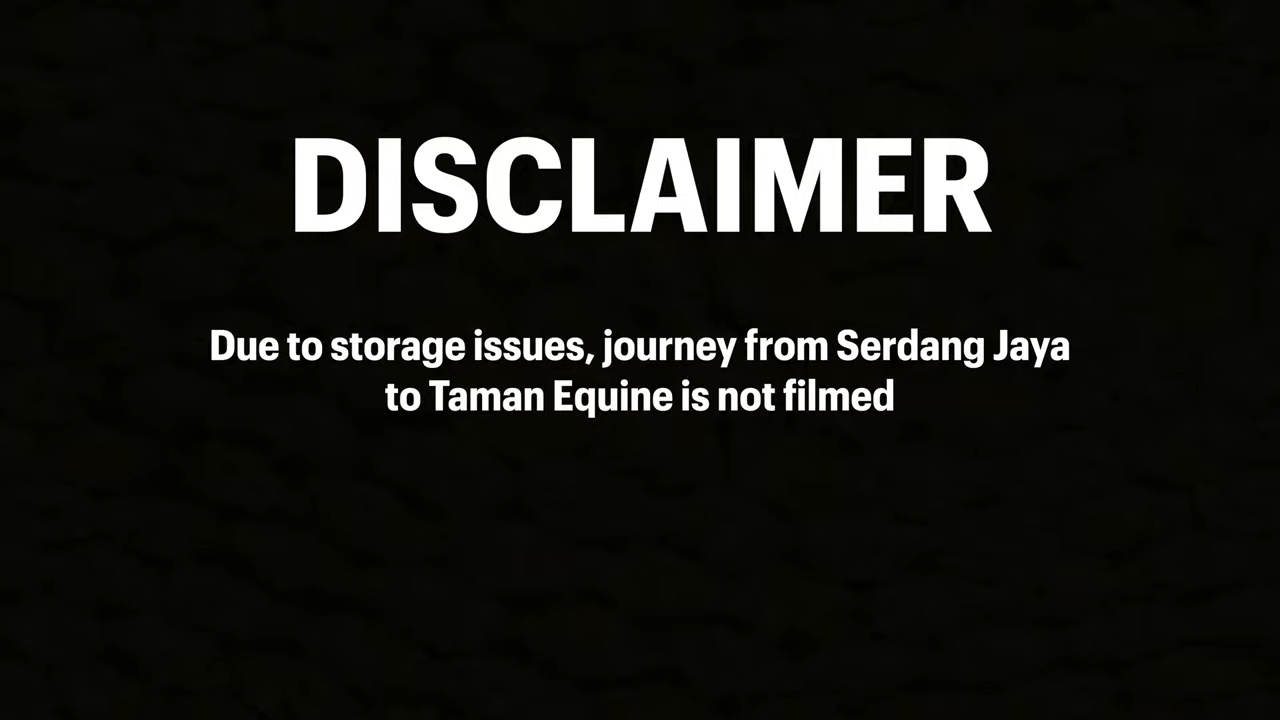 DISCLAIMER
Due to storage issues, journey from Serdang Jaya
to Taman Equine is not filmed